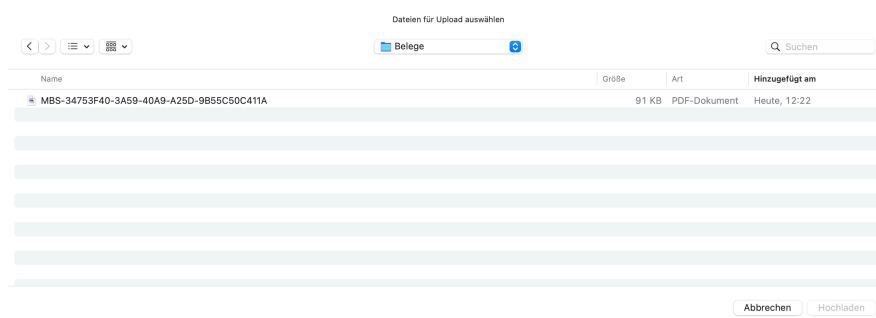 Dateien für Upload auswählen
Belege
Suchen
Name Größe Art Hinzugefügt am
MBS-34753F40-3A59-40A9-A25D-9B55C50C411A 91 KB PDF-Dokument Heute, 12:22
Abbrechen Hochladen